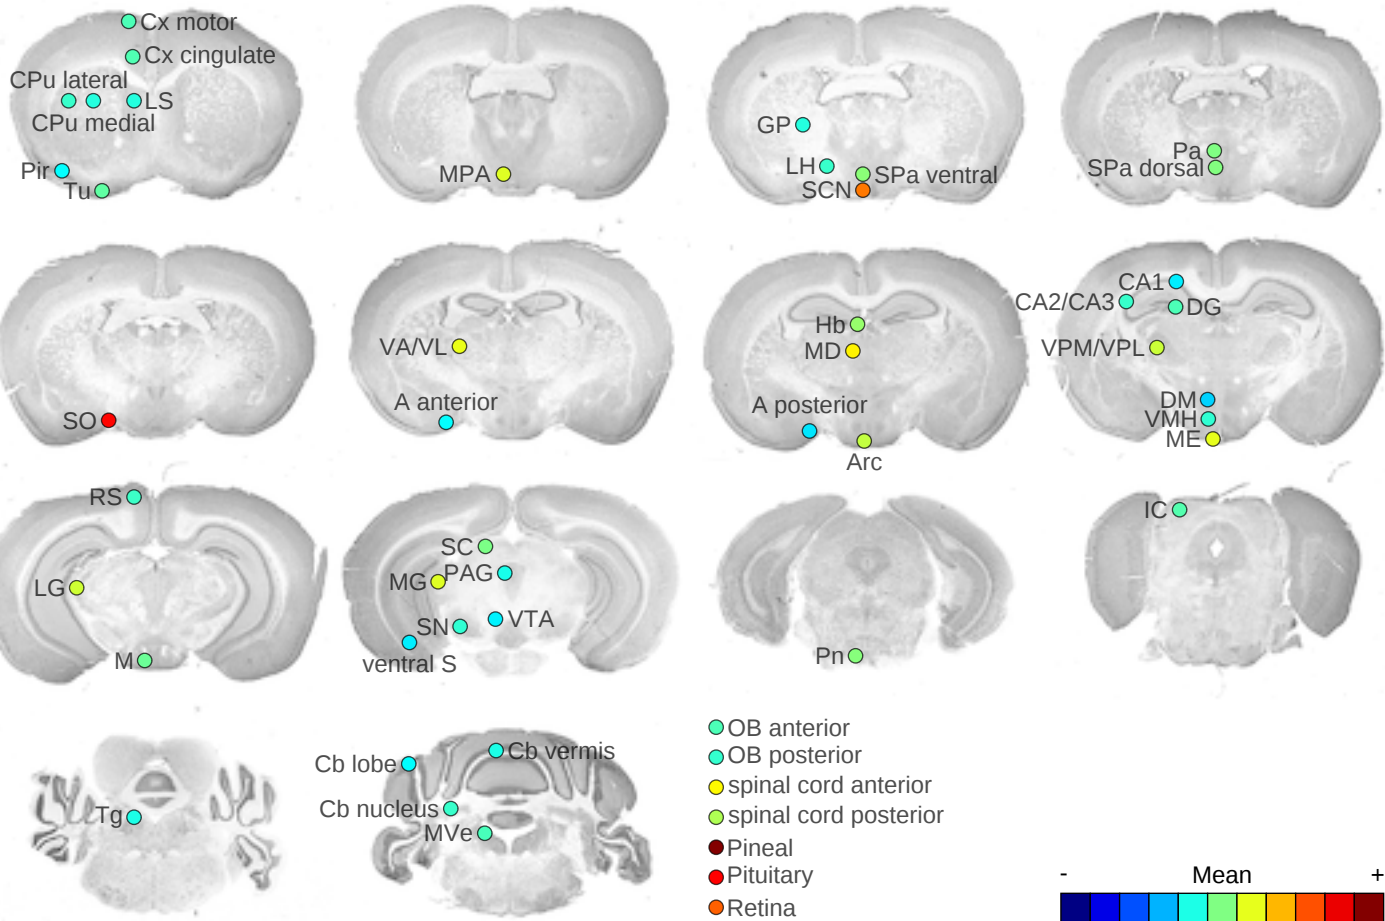 Cx motor
Cx cingulate
CPu lateral
LS
CPu medial
Pir
Tu
MPA
GP
LH
SPa ventral
SCN
Pa
SPa dorsal
SO
VA/VL
A anterior
Hb
MD
A posterior
Arc
CA1
CA2/CA3
DG
VPM/VPL
DM
VMH
ME
RS
LG
M
SC
PAG
MG
SN
VTA
ventral S
Pn
IC
Tg
Cb vermis
Cb lobe
Cb nucleus
MVe
OB anterior
OB posterior
spinal cord anterior
spinal cord posterior
Pineal
Pituitary
Retina
- Mean +